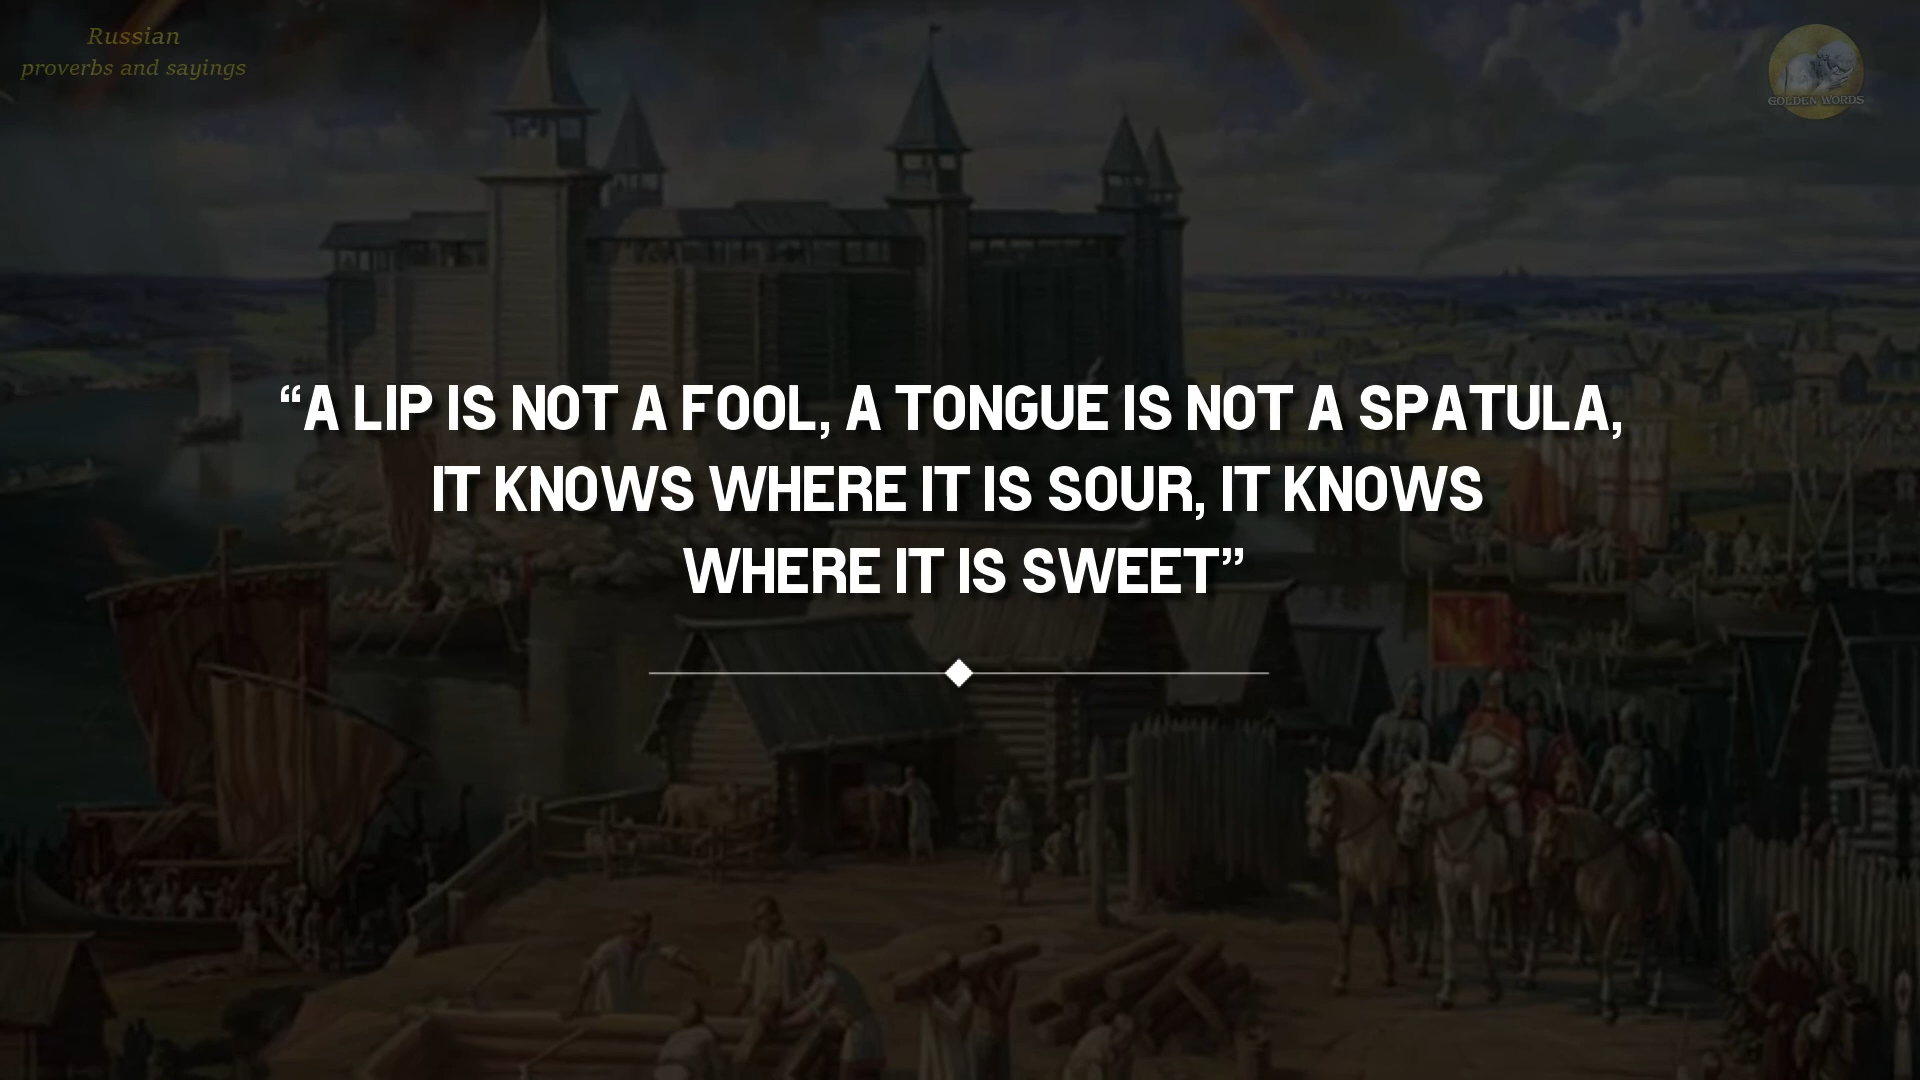 Russian
proverbs and sayings
GOLDEN WORDS
“A LIP IS NOT A FOOL, A TONGUE IS NOT A SPATULA,
IT KNOWS WHERE IT IS SOUR, IT KNOWS
WHERE IT IS SWEET”